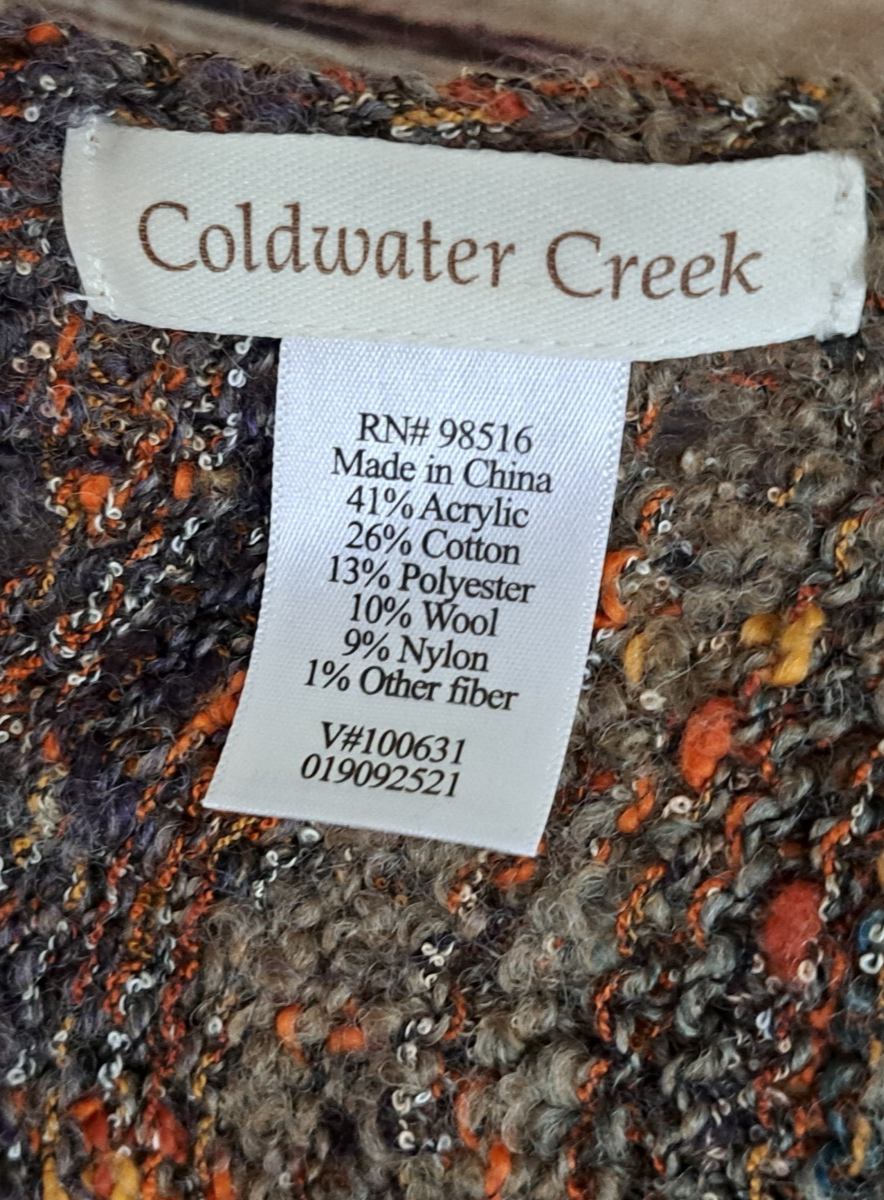 Coldwater Creek
RN# 98516
Made in China
41% Acrylic
26% Cotton
13% Polyester
10% Wool
9% Nylon
1% Other fiber
V#100631
019092521